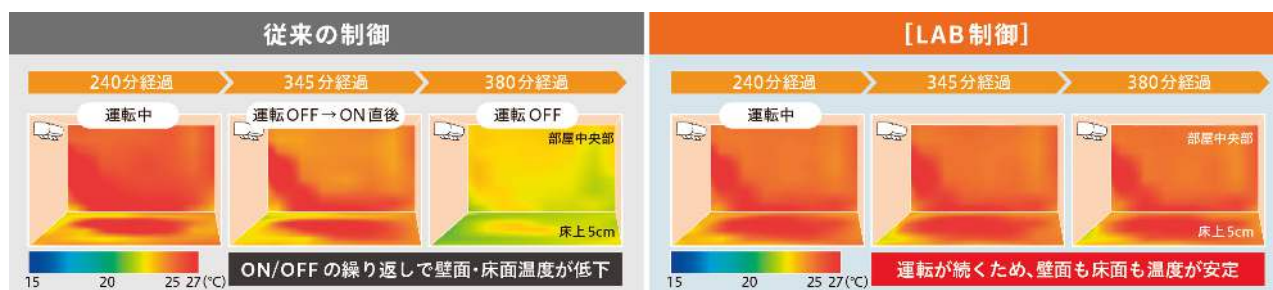 従来の制御
240分経過
345分経過
380分経過
運転中
運転OFF→ON直後
運転OFF
部屋中央部
床上5cm
15 20 25 27(℃)
ON/OFFの繰り返しで壁面・床面温度が低下
[LAB制御]
240分経過
345分経過
380分経過
運転中
部屋中央部
床上5cm
15 20 25 27(℃)
運転が続くため、壁面も床面も温度が安定